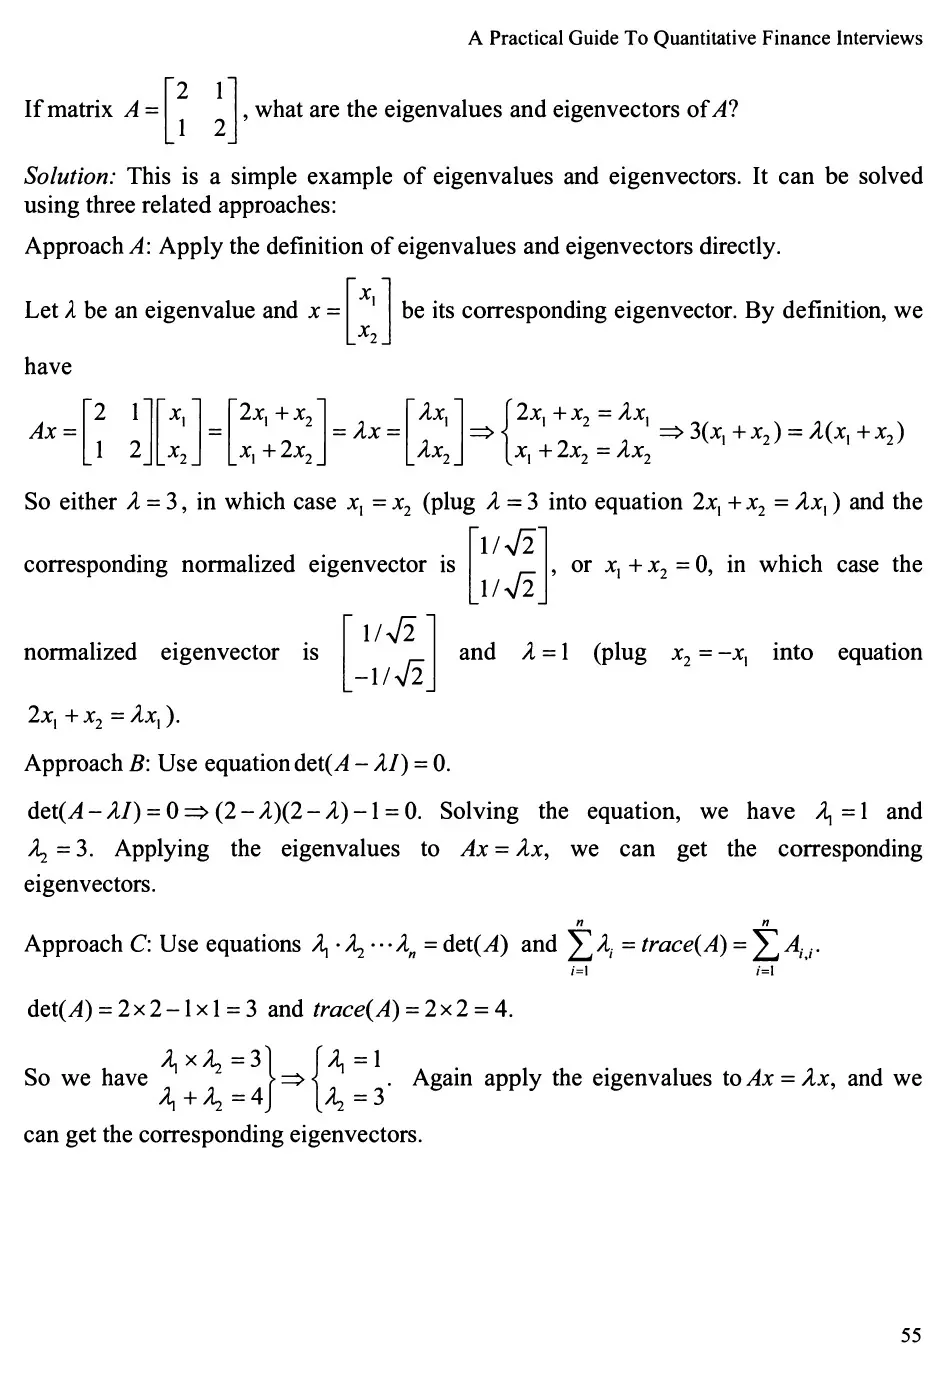 A Practical Guide To Quantitative Finance Interviews
If matrix A = [2 1; 1 2], what are the eigenvalues and eigenvectors of A?
Solution: This is a simple example of eigenvalues and eigenvectors. It can be solved
using three related approaches:
Approach A: Apply the definition of eigenvalues and eigenvectors directly.
Let λ be an eigenvalue and x = [x₁; x₂] be its corresponding eigenvector. By definition, we
have
Ax = [2 1; 1 2][x₁; x₂] = [2x₁ + x₂; x₁ + 2x₂] = λx = [λx₁; λx₂] ⇒ {2x₁ + x₂ = λx₁; x₁ + 2x₂ = λx₂ ⇒ 3(x₁ + x₂) = λ(x₁ + x₂)
So either λ = 3, in which case x₁ = x₂ (plug λ = 3 into equation 2x₁ + x₂ = λx₁) and the
corresponding normalized eigenvector is [1/√2; 1/√2], or x₁ + x₂ = 0, in which case the
normalized eigenvector is [1/√2; −1/√2] and λ = 1 (plug x₂ = −x₁ into equation
2x₁ + x₂ = λx₁).
Approach B: Use equation det(A − λI) = 0.
det(A − λI) = 0 ⇒ (2 − λ)(2 − λ) − 1 = 0. Solving the equation, we have λ₁ = 1 and
λ₂ = 3. Applying the eigenvalues to Ax = λx, we can get the corresponding
eigenvectors.
Approach C: Use equations λ₁ · λ₂ ··· λₙ = det(A) and ∑ᵢ₌₁ⁿ λᵢ = trace(A) = ∑ᵢ₌₁ⁿ Aᵢ,ᵢ.
det(A) = 2×2 − 1×1 = 3 and trace(A) = 2×2 = 4.
So we have λ₁ × λ₂ = 3; λ₁ + λ₂ = 4} ⇒ {λ₁ = 1; λ₂ = 3. Again apply the eigenvalues to Ax = λx, and we
can get the corresponding eigenvectors.
55